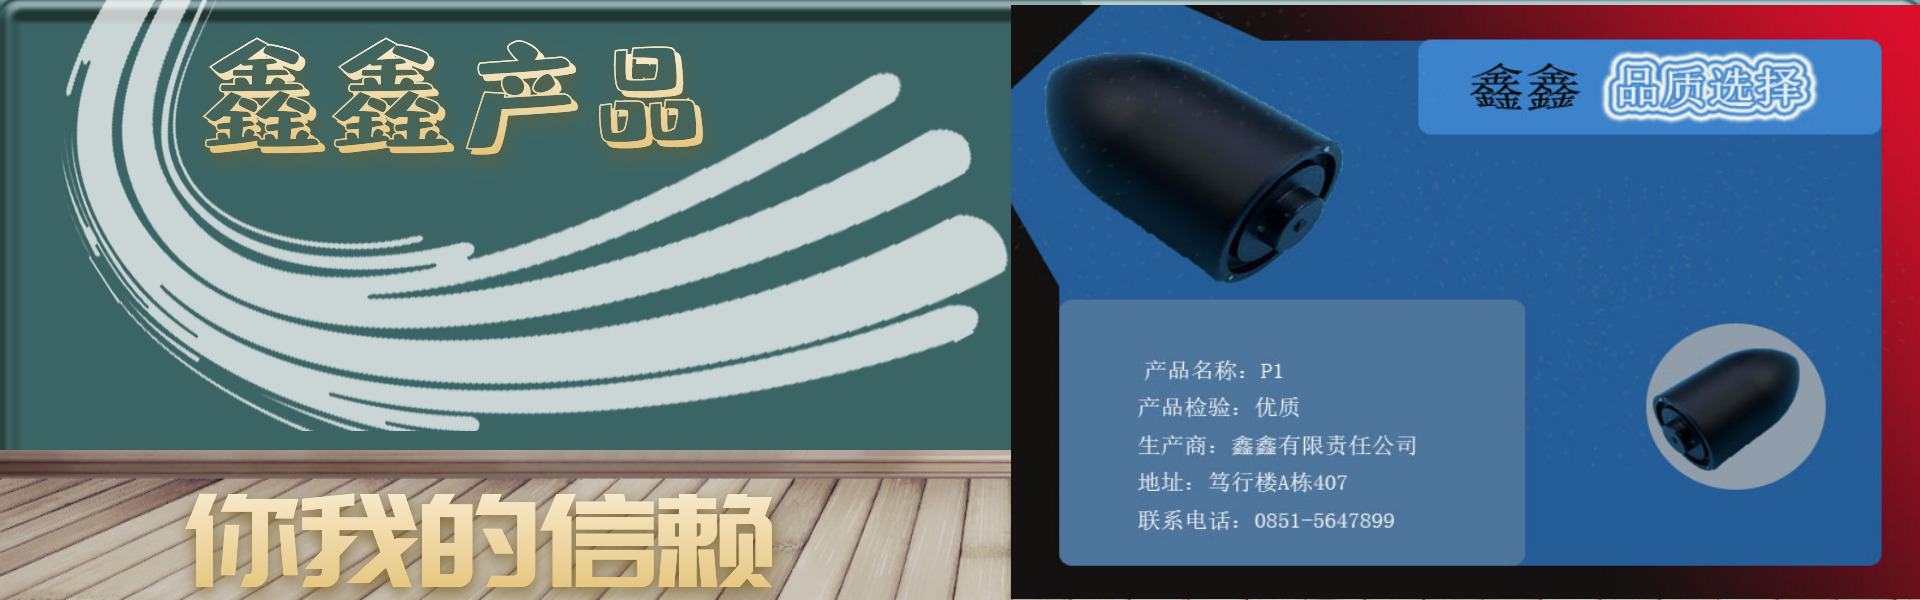 鑫鑫产品
你我的信赖
鑫鑫 品质选择
产品名称：P1
产品检验：优质
生产商：鑫鑫有限责任公司
地址：笃行楼A栋407
联系电话：0851-5647899